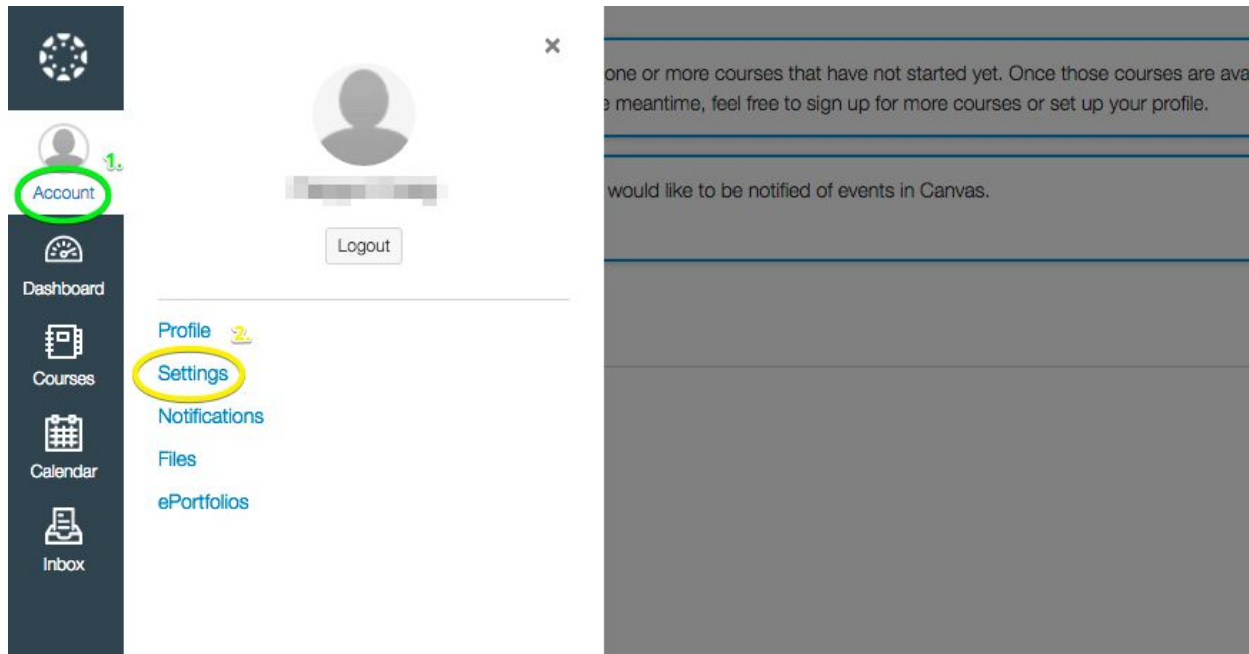 ×
one or more courses that have not started yet. Once those courses are ava
meantime, feel free to sign up for more courses or set up your profile.
1.
Account
would like to be notified of events in Canvas.
Logout
Dashboard
Profile
2.
Settings
Courses
Notifications
Files
Calendar
ePortfolios
Inbox